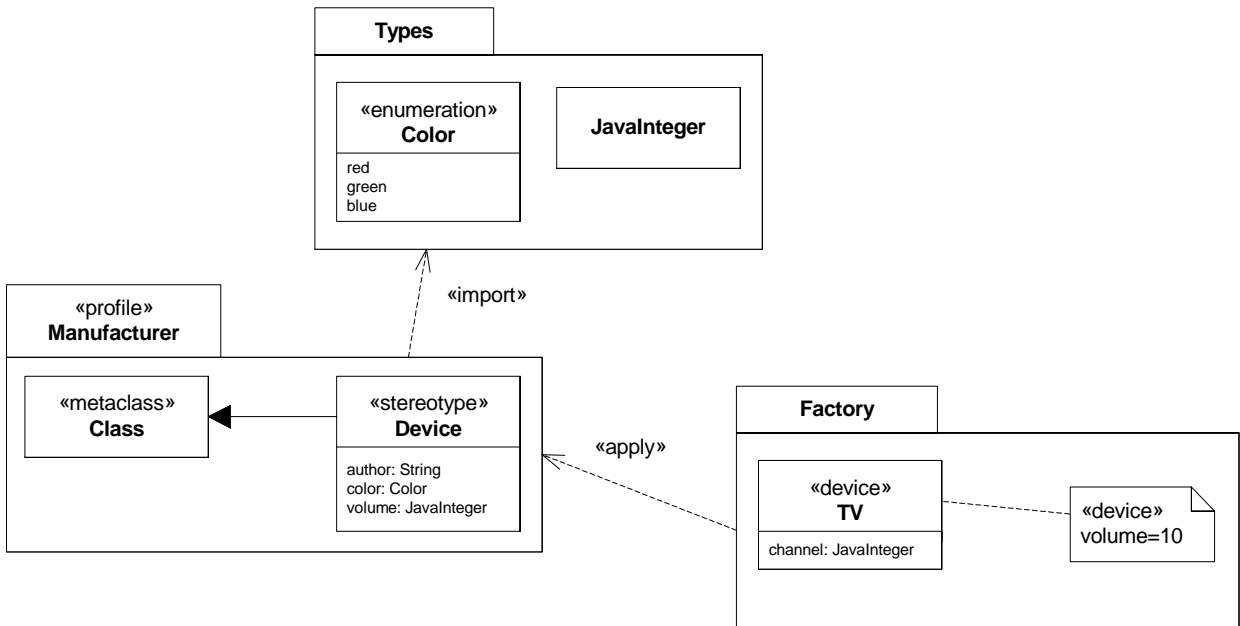 Types
«enumeration»
Color
red
green
blue
JavaInteger
«import»
«profile»
Manufacturer
«metaclass»
Class
«stereotype»
Device
author: String
color: Color
volume: JavaInteger
«apply»
Factory
«device»
TV
channel: JavaInteger
«device»
volume=10